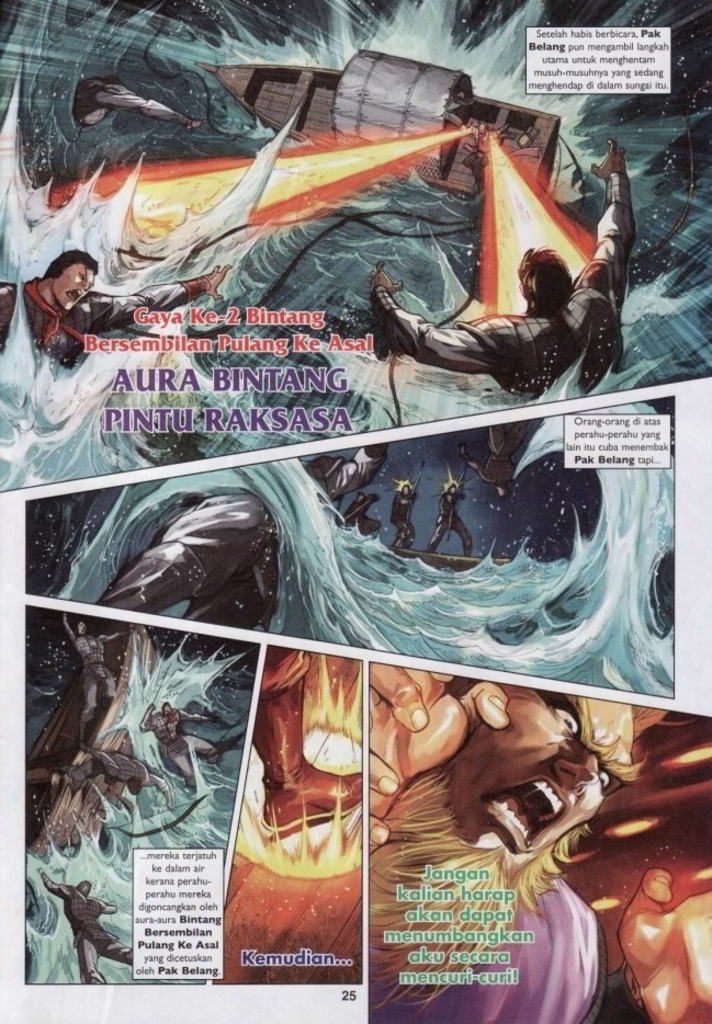 Setelah habis berbicara, Pak
Belang pun mengambil langkah
utama untuk menghentam
musuh-musuhnya yang sedang
menghendap di dalam sungai itu.
Gaya Ke-2 Bintang
Bersembilan Pulang Ke Asal
AURA BINTANG
PINTU RAKSASA
Orang-orang di atas
perahu-perahu yang
lain itu cuba menembak
Pak Belang tapi...
...mereka terjatuh
ke dalam air
kerana perahu-
perahu mereka
digoncangkan oleh
aura-aura Bintang
Bersembilan
Pulang Ke Asal
yang dicetuskan
oleh Pak Belang.
Kemudian...
Jangan
kalian harap
akan dapat
menumbangkan
aku secara
mencuri-curi!
25